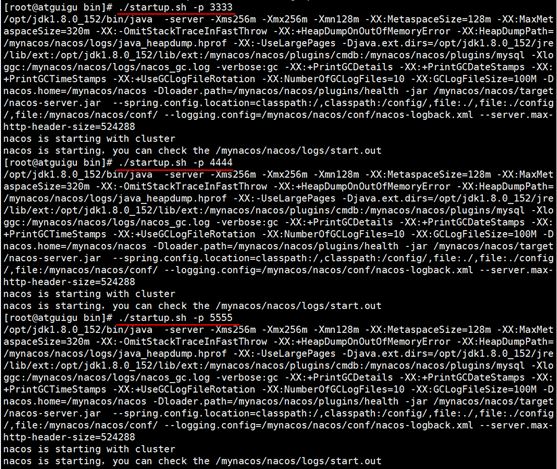 [root@atguigu bin]# ./startup.sh -p 3333
/opt/jdk1.8.0_152/bin/java  -server -Xms256m -Xmx256m -Xmn128m -XX:MetaspaceSize=128m -XX:MaxMet
aspaceSize=320m -XX:-OmitStackTraceInFastThrow -XX:+HeapDumpOnOutOfMemoryError -XX:HeapDumpPath=
/mynacos/nacos/logs/java_heapdump.hprof -XX:-UseLargePages -Djava.ext.dirs=/opt/jdk1.8.0_152/jre
/lib/ext:/opt/jdk1.8.0_152/lib/ext:/mynacos/nacos/plugins/cmdb:/mynacos/nacos/plugins/mysql -Xlo
ggc:/mynacos/nacos/logs/nacos_gc.log -verbose:gc -XX:+PrintGCDetails -XX:+PrintGCDateStamps -XX:
+PrintGCTimeStamps -XX:+UseGCLogFileRotation -XX:NumberOfGCLogFiles=10 -XX:GCLogFileSize=100M -D
nacos.home=/mynacos/nacos -Dloader.path=/mynacos/nacos/plugins/health -jar /mynacos/nacos/target
/nacos-server.jar  --spring.config.location=classpath:/,classpath:/config/,file:./,file:./config
/,file:/mynacos/nacos/conf/ --logging.config=/mynacos/nacos/conf/nacos-logback.xml --server.max-
http-header-size=524288
nacos is starting with cluster
nacos is starting. you can check the /mynacos/nacos/logs/start.out
[root@atguigu bin]# ./startup.sh -p 4444
/opt/jdk1.8.0_152/bin/java  -server -Xms256m -Xmx256m -Xmn128m -XX:MetaspaceSize=128m -XX:MaxMet
aspaceSize=320m -XX:-OmitStackTraceInFastThrow -XX:+HeapDumpOnOutOfMemoryError -XX:HeapDumpPath=
/mynacos/nacos/logs/java_heapdump.hprof -XX:-UseLargePages -Djava.ext.dirs=/opt/jdk1.8.0_152/jre
/lib/ext:/opt/jdk1.8.0_152/lib/ext:/mynacos/nacos/plugins/cmdb:/mynacos/nacos/plugins/mysql -Xlo
ggc:/mynacos/nacos/logs/nacos_gc.log -verbose:gc -XX:+PrintGCDetails -XX:+PrintGCDateStamps -XX:
+PrintGCTimeStamps -XX:+UseGCLogFileRotation -XX:NumberOfGCLogFiles=10 -XX:GCLogFileSize=100M -D
nacos.home=/mynacos/nacos -Dloader.path=/mynacos/nacos/plugins/health -jar /mynacos/nacos/target
/nacos-server.jar  --spring.config.location=classpath:/,classpath:/config/,file:./,file:./config
/,file:/mynacos/nacos/conf/ --logging.config=/mynacos/nacos/conf/nacos-logback.xml --server.max-
http-header-size=524288
nacos is starting with cluster
nacos is starting. you can check the /mynacos/nacos/logs/start.out
[root@atguigu bin]# ./startup.sh -p 5555
/opt/jdk1.8.0_152/bin/java  -server -Xms256m -Xmx256m -Xmn128m -XX:MetaspaceSize=128m -XX:MaxMet
aspaceSize=320m -XX:-OmitStackTraceInFastThrow -XX:+HeapDumpOnOutOfMemoryError -XX:HeapDumpPath=
/mynacos/nacos/logs/java_heapdump.hprof -XX:-UseLargePages -Djava.ext.dirs=/opt/jdk1.8.0_152/jre
/lib/ext:/opt/jdk1.8.0_152/lib/ext:/mynacos/nacos/plugins/cmdb:/mynacos/nacos/plugins/mysql -Xlo
ggc:/mynacos/nacos/logs/nacos_gc.log -verbose:gc -XX:+PrintGCDetails -XX:+PrintGCDateStamps -XX:
+PrintGCTimeStamps -XX:+UseGCLogFileRotation -XX:NumberOfGCLogFiles=10 -XX:GCLogFileSize=100M -D
nacos.home=/mynacos/nacos -Dloader.path=/mynacos/nacos/plugins/health -jar /mynacos/nacos/target
/nacos-server.jar  --spring.config.location=classpath:/,classpath:/config/,file:./,file:./config
/,file:/mynacos/nacos/conf/ --logging.config=/mynacos/nacos/conf/nacos-logback.xml --server.max-
http-header-size=524288
nacos is starting with cluster
nacos is starting. you can check the /mynacos/nacos/logs/start.out